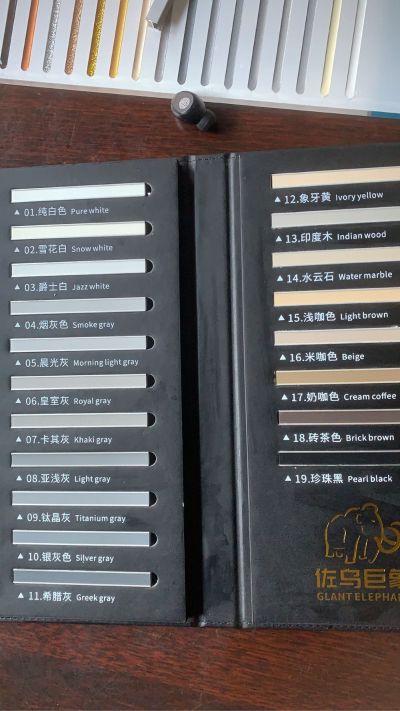 ▲ 01.纯白色 Pure white
▲ 02.雪花白 Snow white
▲ 03.爵士白 Jazz white
▲ 04.烟灰色 Smoke gray
▲ 05.晨光灰 Morning light gray
▲ 06.皇室灰 Royal gray
▲ 07.卡其灰 Khaki gray
▲ 08.亚浅灰 Light gray
▲ 09.钛晶灰 Titanium gray
▲ 10.银灰色 Silver gray
▲ 11.希腊灰 Greek gray
▲ 12.象牙黄 Ivory yellow
▲ 13.印度木 Indian wood
▲ 14.水云石 Water marble
▲ 15.浅咖色 Light brown
▲ 16.米咖色 Beige
▲ 17.奶咖色 Cream coffee
▲ 18.砖茶色 Brick brown
▲ 19.珍珠黑 Pearl black
佐鸟巨象
GLANT ELEPHAN